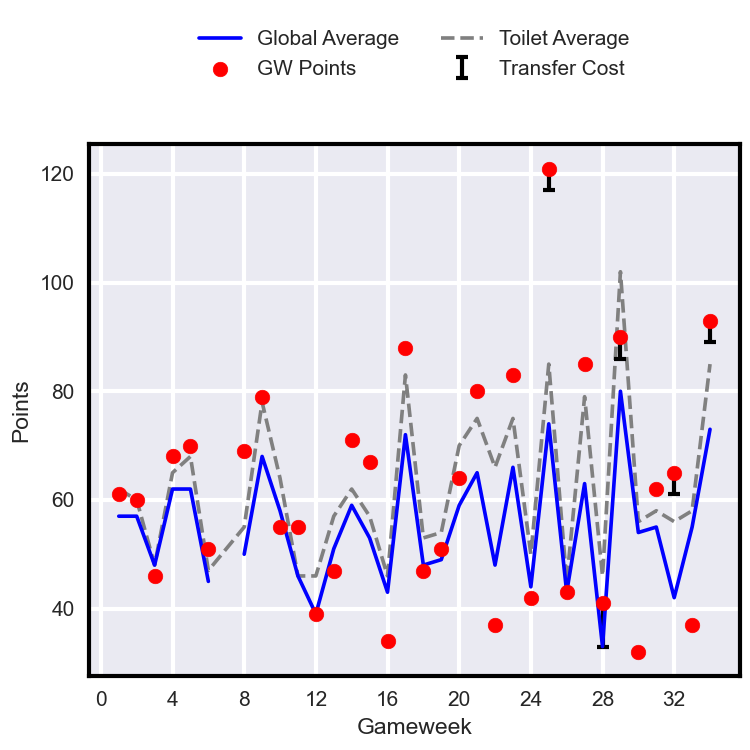 Global Average
Toilet Average
GW Points
Transfer Cost
120
100
80
60
40
Points
0 4 8 12 16 20 24 28 32
Gameweek